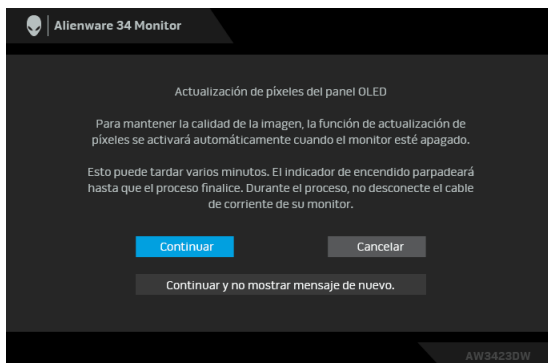 Alienware 34 Monitor
Actualización de píxeles del panel OLED
Para mantener la calidad de la imagen, la función de actualización de
píxeles se activará automáticamente cuando el monitor esté apagado.
Esto puede tardar varios minutos. El indicador de encendido parpadeará
hasta que el proceso finalice. Durante el proceso, no desconecte el cable
de corriente de su monitor.
Continuar
Cancelar
Continuar y no mostrar mensaje de nuevo.
AW3423DW